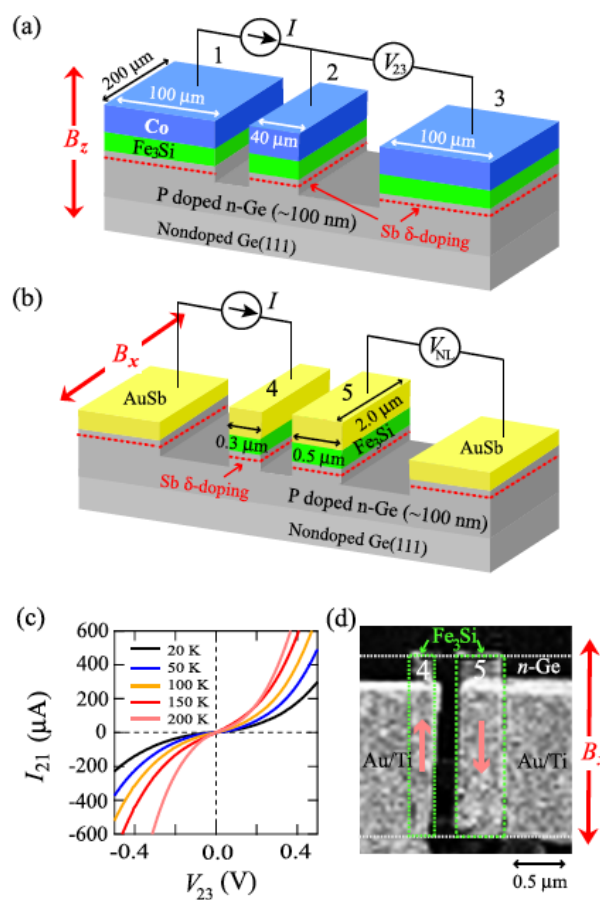 (a)
I
1
2
V23
3
200 μm
100 μm
40 μm
100 μm
Bz
Co
Fe3Si
P doped n-Ge (~100 nm)
Sb δ-doping
Nondoped Ge(111)
(b)
I
Bx
4
5
VNL
AuSb
2.0 μm
AuSb
0.3 μm
0.5 μm
Fe3Si
Sb δ-doping
P doped n-Ge (~100 nm)
Nondoped Ge(111)
(c)
600
400
200
0
-200
-400
-600
I21 (μA)
20 K
50 K
100 K
150 K
200 K
-0.4
0.0
0.4
V23 (V)
(d)
Fe3Si
4
5
n-Ge
Au/Ti
Au/Ti
0.5 μm